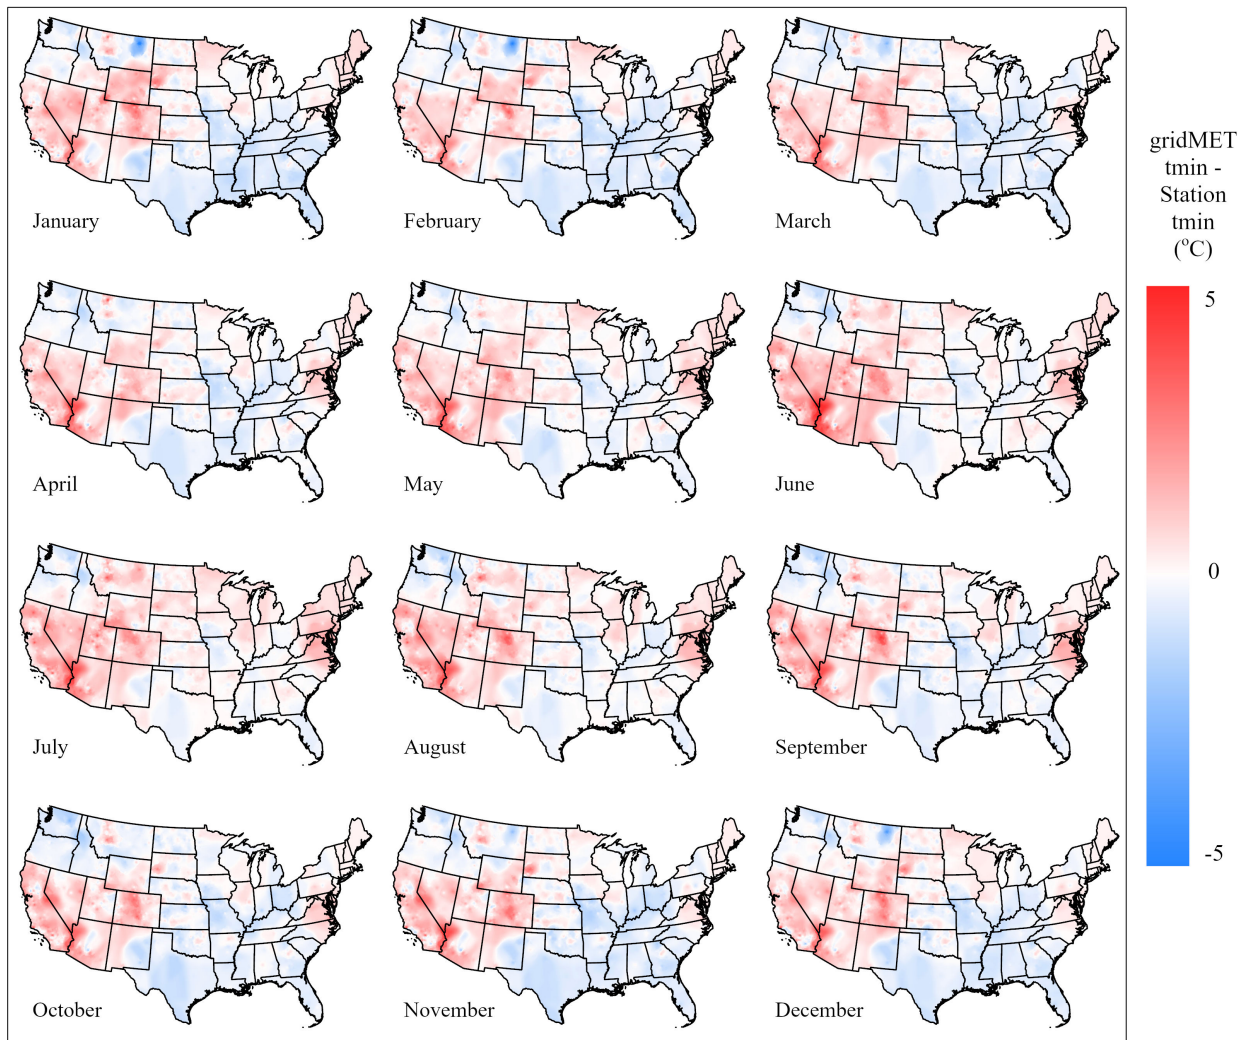 January
February
March
April
May
June
July
August
September
October
November
December
gridMET
tmin -
Station
tmin
(°C)
5
0
-5